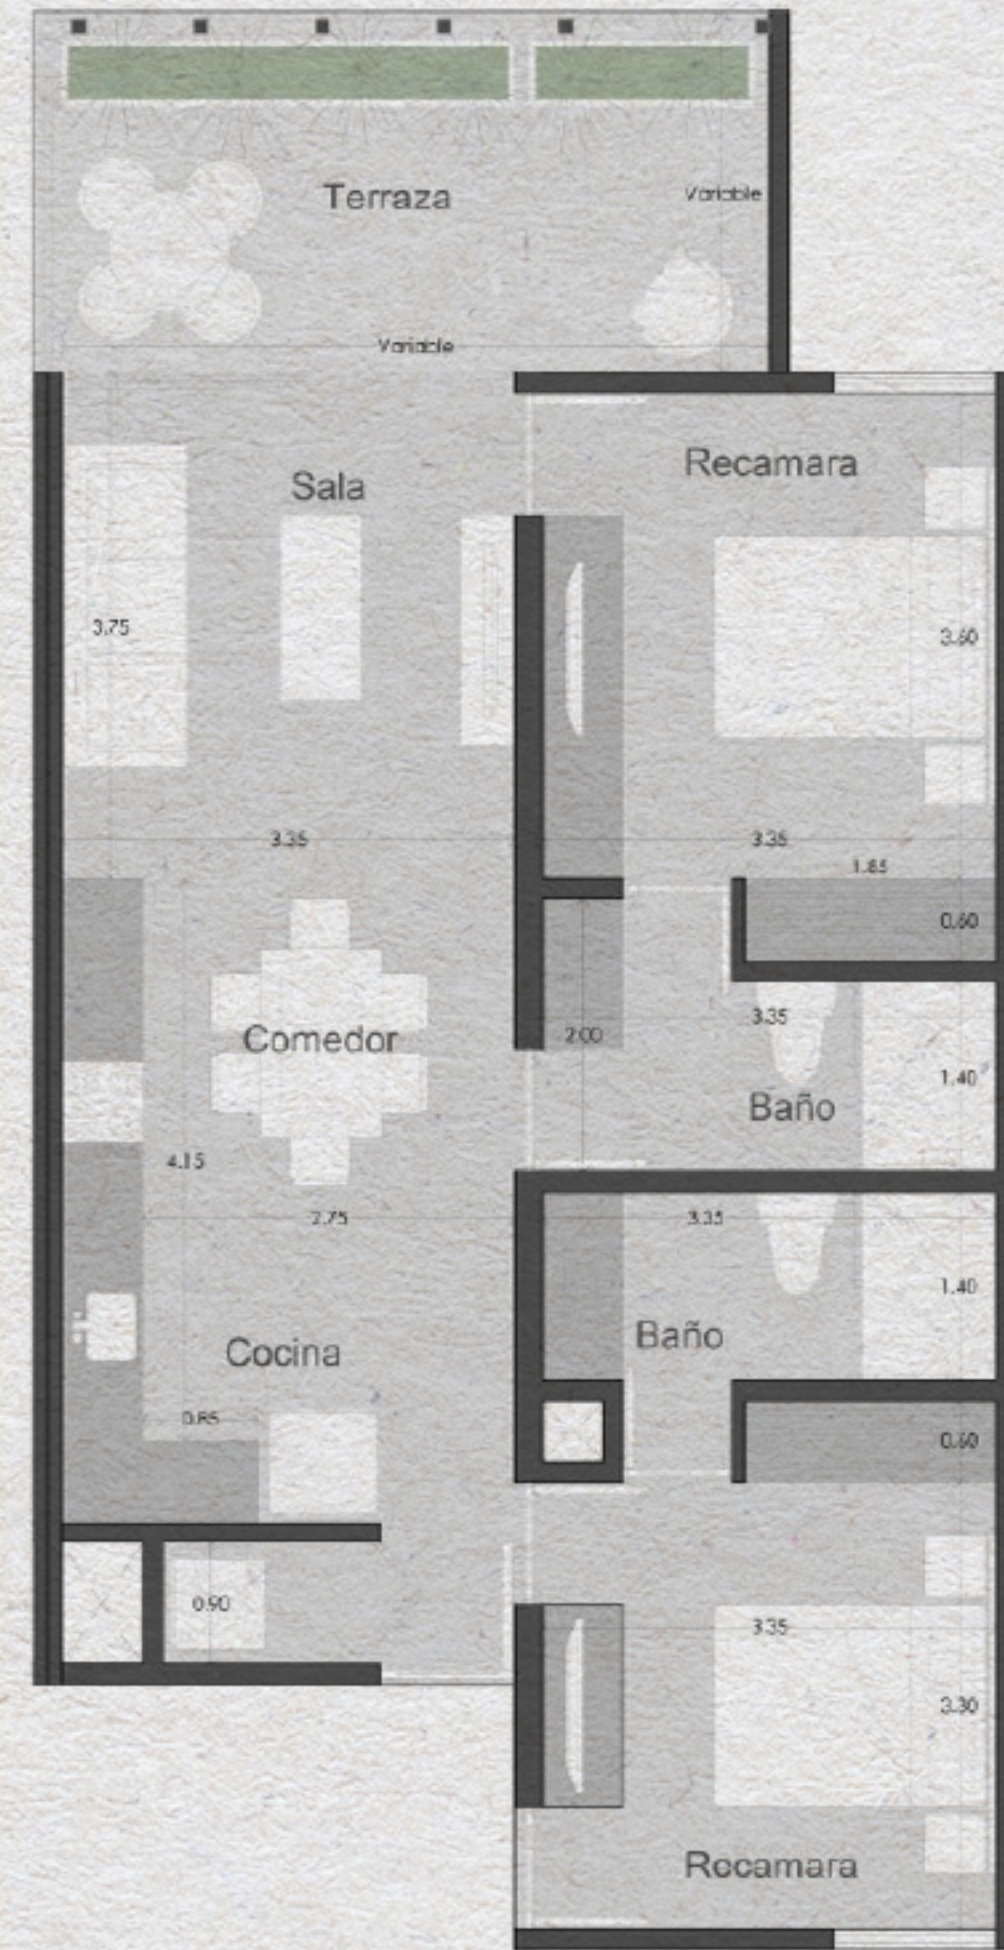 Terraza
Variable
Variable
Recamara
Sala
3.75
3.60
3.35
3.35
1.85
0.60
2.00
3.35
Comedor
1.40
Baño
4.15
2.75
3.35
1.40
Baño
Cocina
0.85
0.60
0.90
3.35
3.30
Recamara